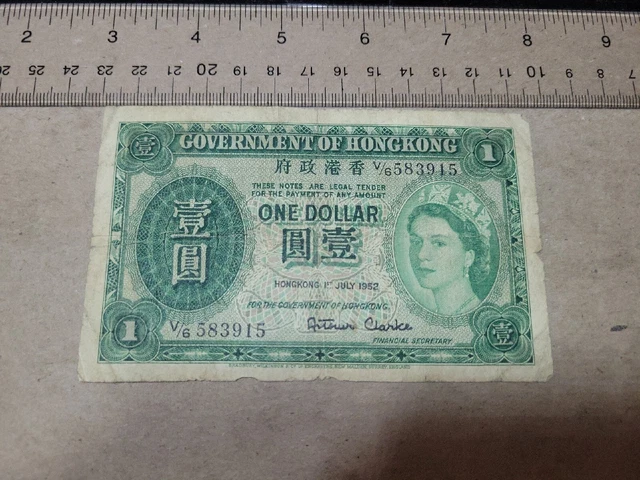 2 3 4 5 6 7 8 9
26 25 24 23 22 21 20 19 18 17 16 15 14 13 12 11 10 9 8 7
壹 GOVERNMENT OF HONGKONG 1
府政港香 V/6 583915
THESE NOTES ARE LEGAL TENDER
FOR THE PAYMENT OF ANY AMOUNT
ONE DOLLAR
圓壹
壹圓
HONGKONG 1ST JULY 1952
FOR THE GOVERNMENT OF HONGKONG.
1 V/6 583915 Arthur Clarke 壹
FINANCIAL SECRETARY